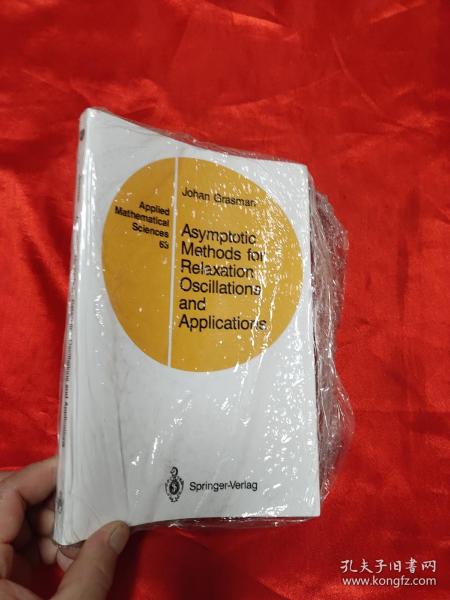 Johan Grasman
Applied
Mathematical
Sciences
63
Asymptotic
Methods for
Relaxation
Oscillations
and
Applications
Springer-Verlag
孔夫子旧书网
www.kongfz.com